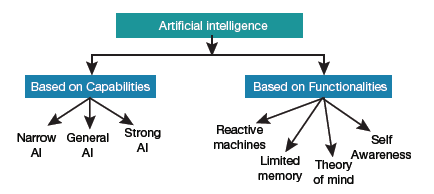 Artificial intelligence
Based on Capabilities
Based on Functionalities
Narrow
AI
General
AI
Strong
AI
Reactive
machines
Limited
memory
Theory
of mind
Self
Awareness